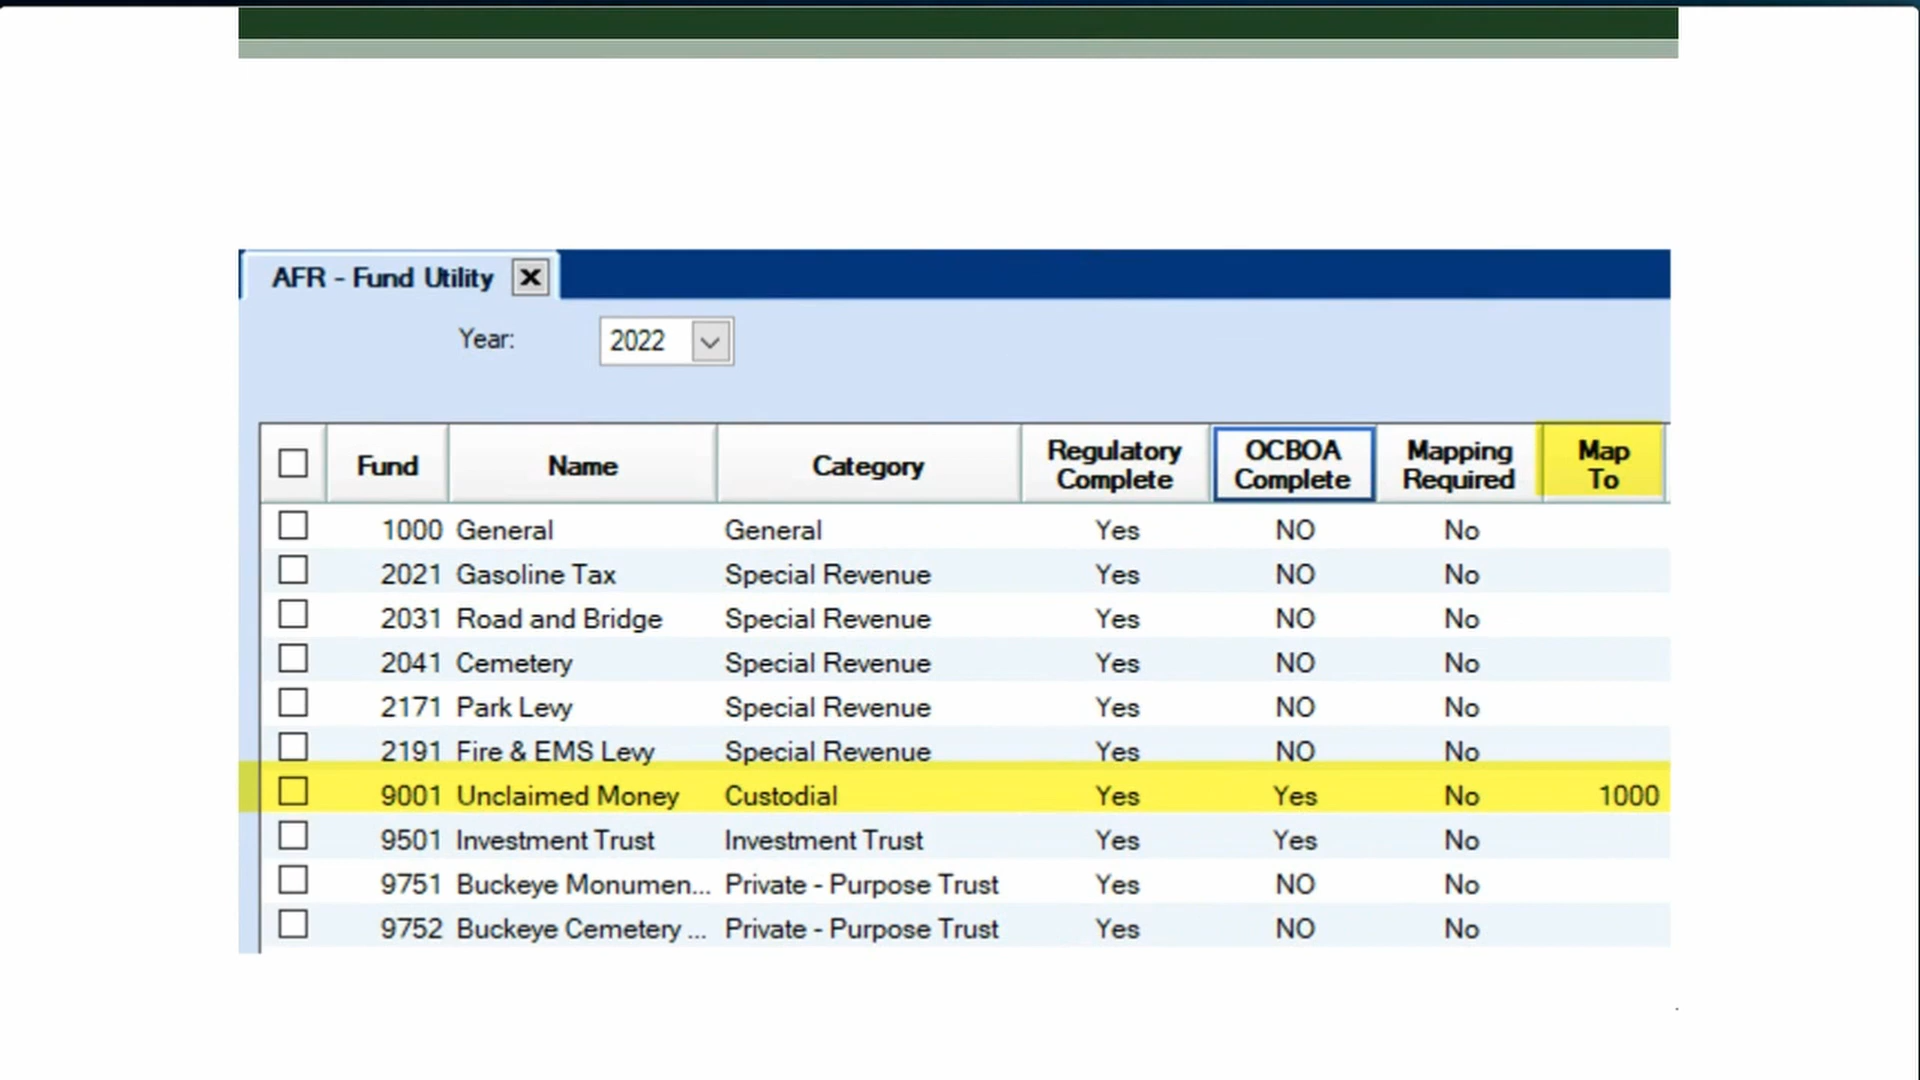 AFR - Fund Utility X
Year: 2022
Fund Name Category Regulatory Complete OCBOA Complete Mapping Required Map To
1000 General General Yes NO No
2021 Gasoline Tax Special Revenue Yes NO No
2031 Road and Bridge Special Revenue Yes NO No
2041 Cemetery Special Revenue Yes NO No
2171 Park Levy Special Revenue Yes NO No
2191 Fire & EMS Levy Special Revenue Yes NO No
9001 Unclaimed Money Custodial Yes Yes No 1000
9501 Investment Trust Investment Trust Yes Yes No
9751 Buckeye Monumen... Private - Purpose Trust Yes NO No
9752 Buckeye Cemetery ... Private - Purpose Trust Yes NO No